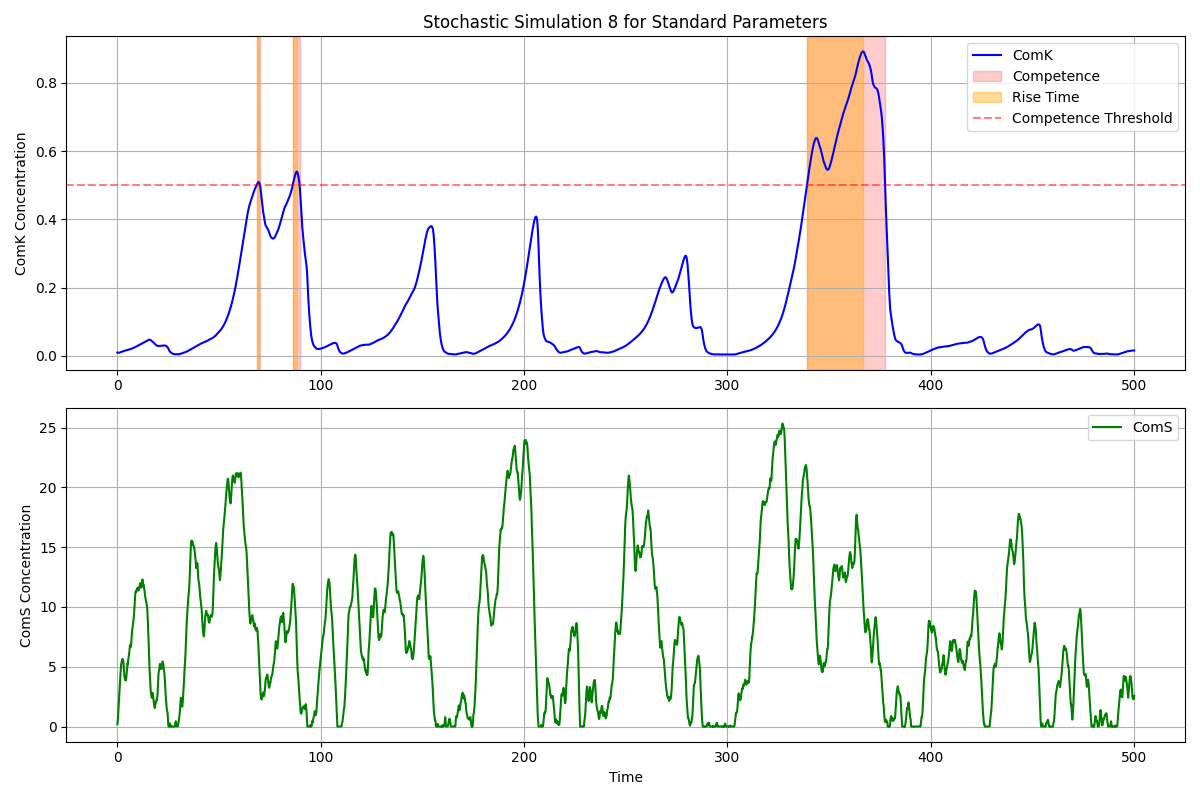 Stochastic Simulation 8 for Standard Parameters
ComK Concentration
0.8
0.6
0.4
0.2
0.0
ComK
Competence
Rise Time
Competence Threshold
0 100 200 300 400 500
ComS Concentration
25
20
15
10
5
0
ComS
0 100 200 300 400 500
Time